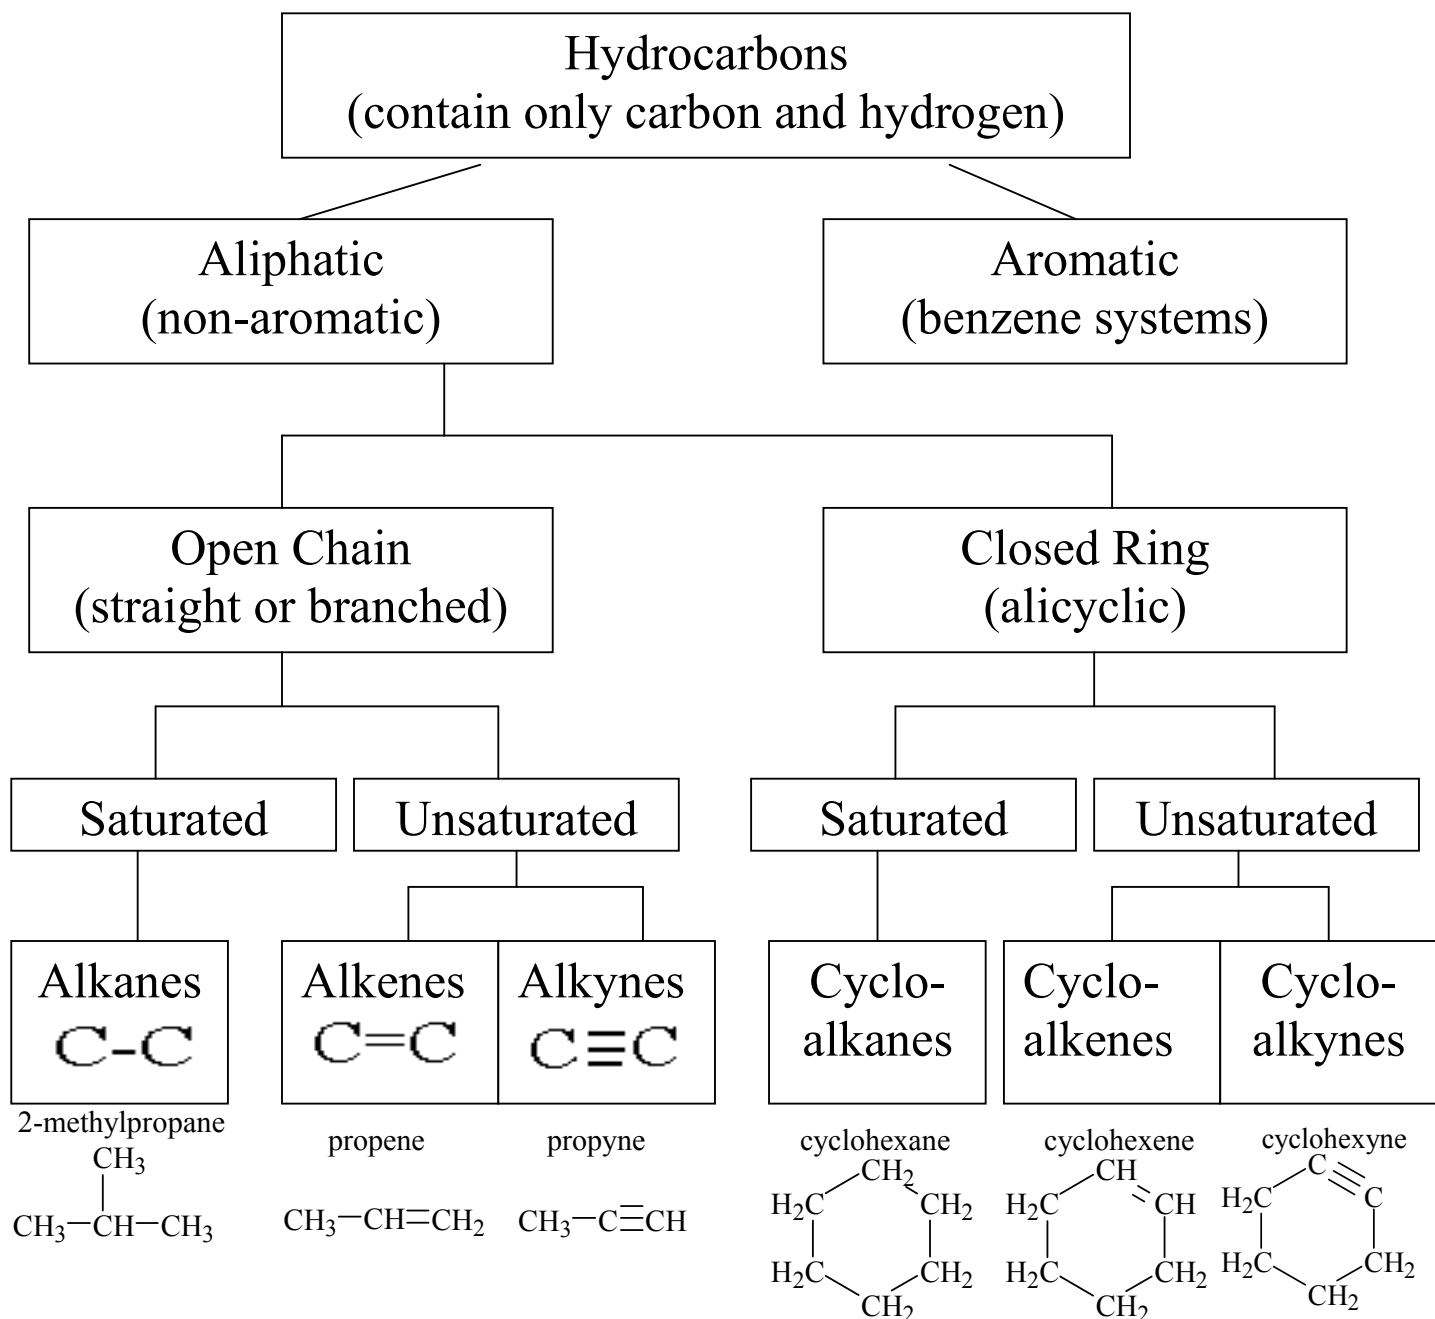 Hydrocarbons
(contain only carbon and hydrogen)
Aliphatic
(non-aromatic)
Aromatic
(benzene systems)
Open Chain
(straight or branched)
Closed Ring
(alicyclic)
Saturated
Unsaturated
Saturated
Unsaturated
Alkanes
C-C
Alkenes
C=C
Alkynes
C≡C
Cyclo-
alkanes
Cyclo-
alkenes
Cyclo-
alkynes
2-methylpropane
CH3
CH3—CH—CH3
propene
CH3—CH=CH2
propyne
CH3—C≡CH
cyclohexane
CH2
H2C CH2
H2C CH2
CH2
cyclohexene
CH
H2C CH
H2C CH2
CH2
cyclohexyne
C
H2C C
H2C CH2
CH2